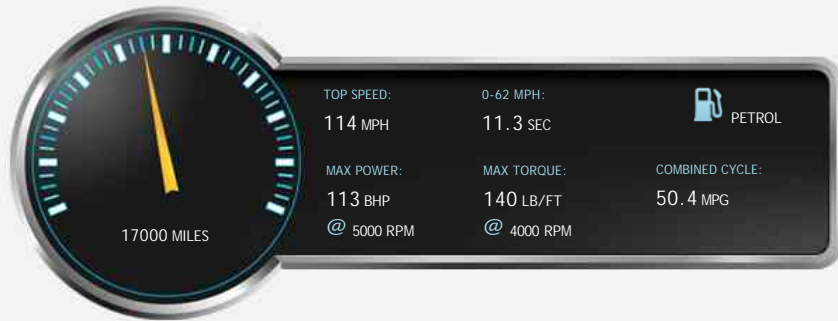 TOP SPEED:
114 MPH
0-62 MPH:
11.3 SEC
PETROL
MAX POWER:
113 BHP
@ 5000 RPM
MAX TORQUE:
140 LB/FT
@ 4000 RPM
COMBINED CYCLE:
50.4 MPG
17000 MILES